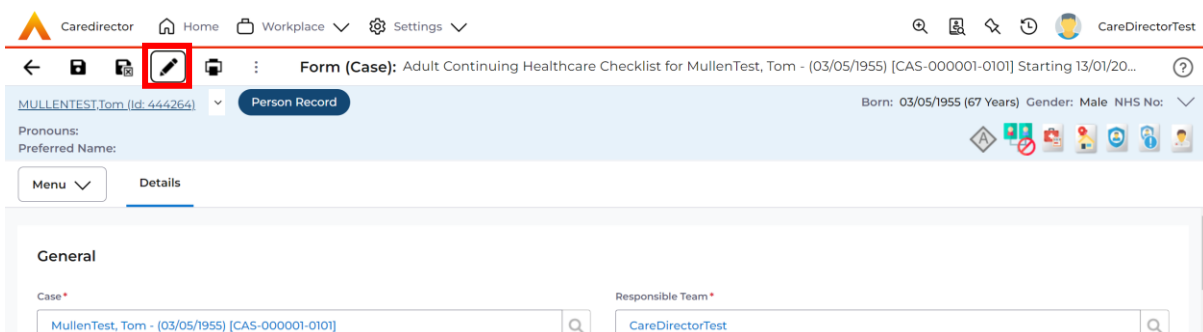 Caredirector Home Workplace Settings CareDirectorTest
Form (Case): Adult Continuing Healthcare Checklist for MullenTest, Tom - (03/05/1955) [CAS-000001-0101] Starting 13/01/20...
MULLENTEST,Tom (Id: 444264) Person Record Born: 03/05/1955 (67 Years) Gender: Male NHS No:
Pronouns:
Preferred Name:
A
Menu Details
General
Case* Responsible Team*
MullenTest, Tom - (03/05/1955) [CAS-000001-0101] CareDirectorTest